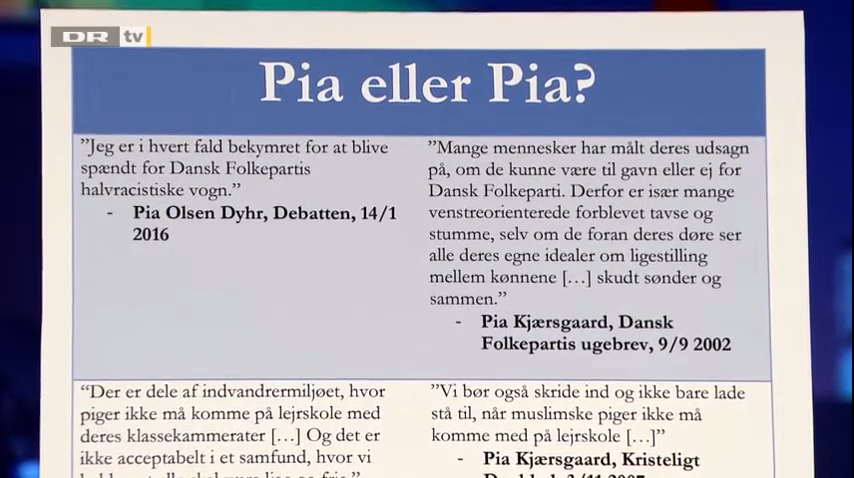 DR tv
Pia eller Pia?
”Jeg er i hvert fald bekymret for at blive
spændt for Dansk Folkepartis
halvracistiske vogn.”
- Pia Olsen Dyhr, Debatten, 14/1
2016
”Mange mennesker har målt deres udsagn
på, om de kunne være til gavn eller ej for
Dansk Folkeparti. Derfor er især mange
venstreorienterede forblevet tavse og
stumme, selv om de foran deres døre ser
alle deres egne idealer om ligestilling
mellem kønnene […] skudt sønder og
sammen.”
- Pia Kjærsgaard, Dansk
Folkepartis ugebrev, 9/9 2002
“Der er dele af indvandrermiljøet, hvor
piger ikke må komme på lejrskole med
deres klassekammerater […] Og det er
ikke acceptabelt i et samfund, hvor vi
”Vi bør også skride ind og ikke bare lade
stå til, når muslimske piger ikke må
komme med på lejrskole […]”
- Pia Kjærsgaard, Kristeligt